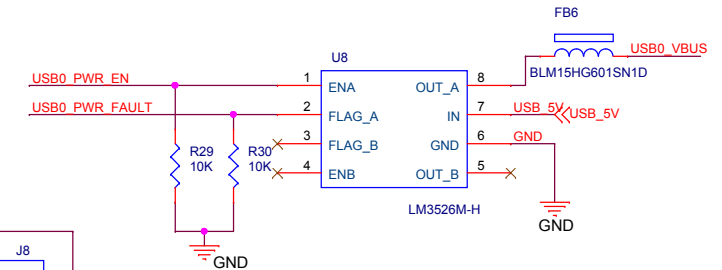 FB6
U8
USB0_VBUS
USB0_PWR_EN
1
ENA
OUT_A
8
BLM15HG601SN1D
USB0_PWR_FAULT
2
FLAG_A
IN
7
USB_5V
USB_5V
3
FLAG_B
GND
6
GND
R29
10K
R30
10K
4
ENB
OUT_B
5
LM3526M-H
GND
GND
J8